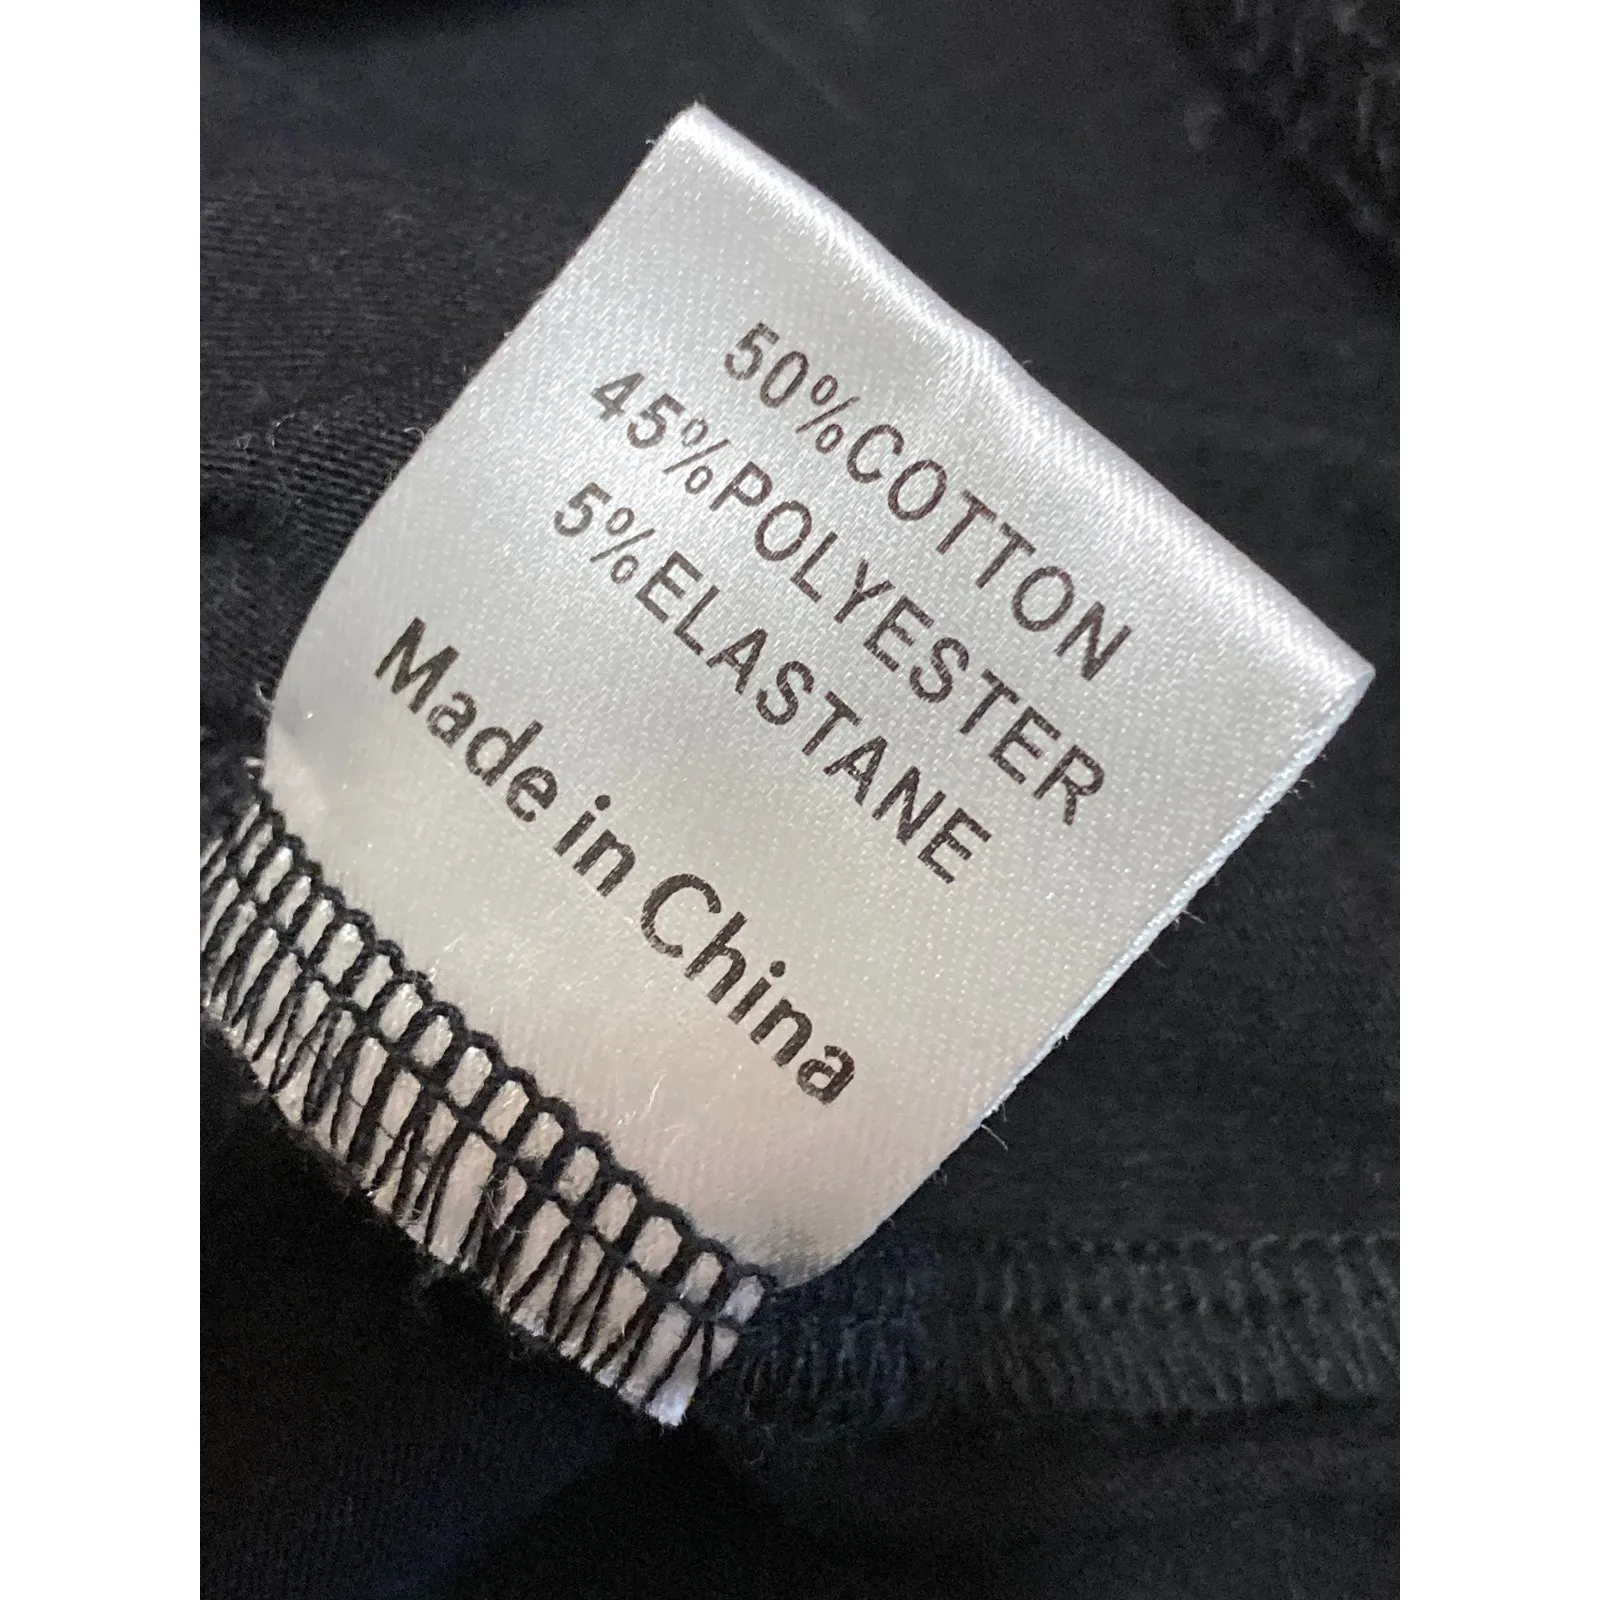 50%COTTON
45%POLYESTER
5%ELASTANE
Made in China